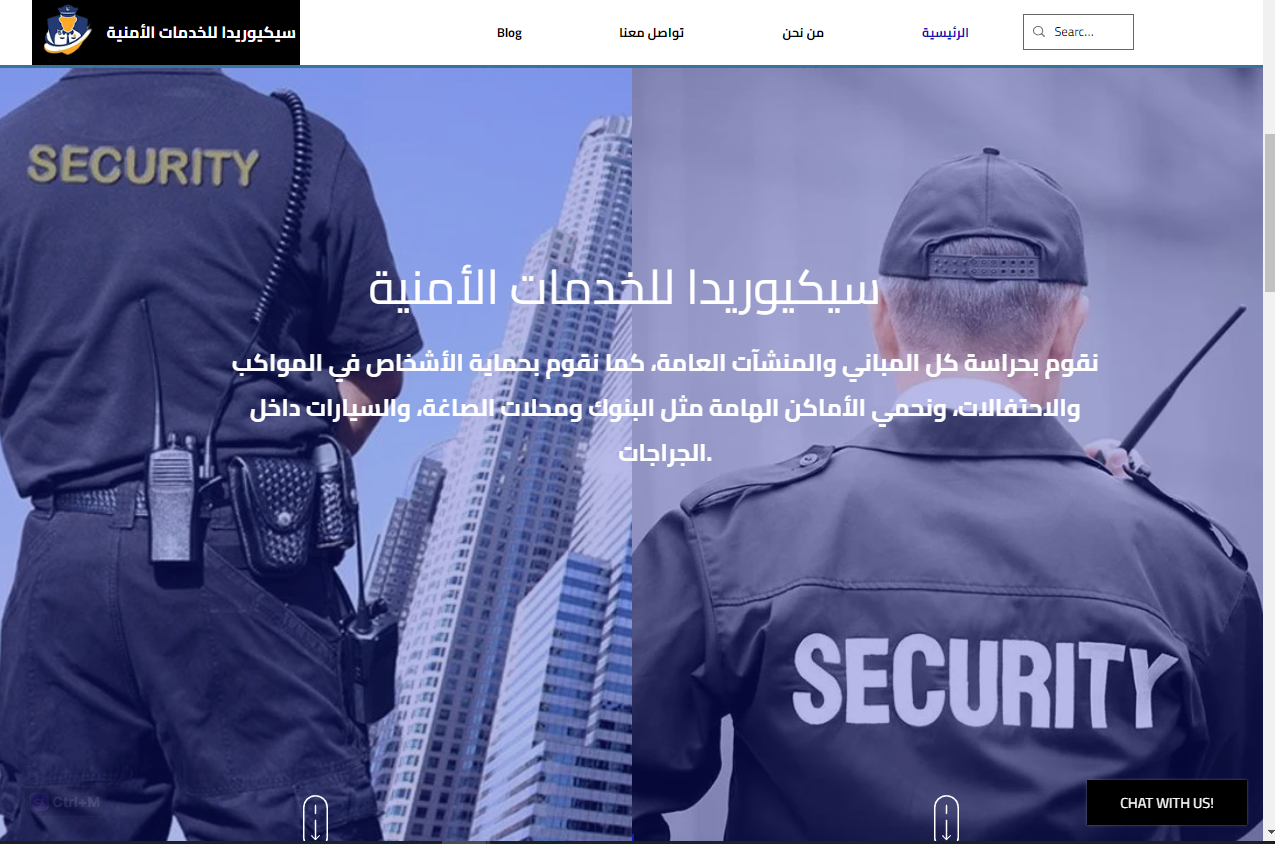 سيكيوريدا للخدمات الأمنية
Blog
تواصل معنا
من نحن
الرئيسية
Searc...
SECURITY
سيكيوريدا للخدمات الأمنية
نقوم بحراسة كل المباني والمنشآت العامة، كما نقوم بحماية الأشخاص في المواكب
والاحتفالات، ونحمي الأماكن الهامة مثل البنوك ومحلات الصاغة، والسيارات داخل
.الجراجات
SECURITY
Ctrl+M
CHAT WITH US!